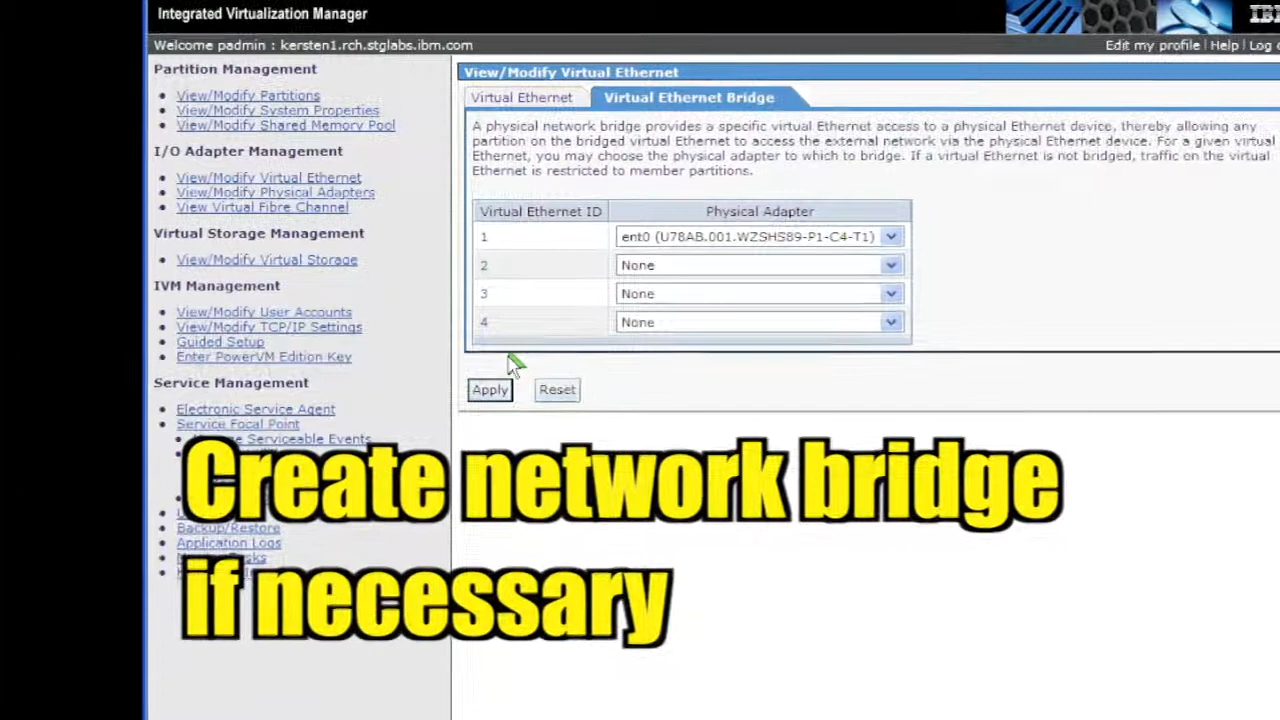 Integrated Virtualization Manager
IBM
Welcome padmin : kersten1.rch.stglabs.ibm.com
Edit my profile | Help | Log
Partition Management
View/Modify Partitions
View/Modify System Properties
View/Modify Shared Memory Pool
I/O Adapter Management
View/Modify Virtual Ethernet
View/Modify Physical Adapters
View Virtual Fibre Channel
Virtual Storage Management
View/Modify Virtual Storage
IVM Management
View/Modify User Accounts
View/Modify TCP/IP Settings
Guided Setup
Enter PowerVM Edition Key
Service Management
Electronic Service Agent
Service Focal Point
Serviceable Events
Backup/Restore
Application Logs
View/Modify Virtual Ethernet
Virtual Ethernet
Virtual Ethernet Bridge
A physical network bridge provides a specific virtual Ethernet access to a physical Ethernet device, thereby allowing any
partition on the bridged virtual Ethernet to access the external network via the physical Ethernet device. For a given virtual
Ethernet, you may choose the physical adapter to which to bridge. If a virtual Ethernet is not bridged, traffic on the virtual
Ethernet is restricted to member partitions.
Virtual Ethernet ID Physical Adapter
1 ent0 (U78AB.001.WZSHS89-P1-C4-T1)
2 None
3 None
4 None
Apply Reset
Create network bridge
if necessary